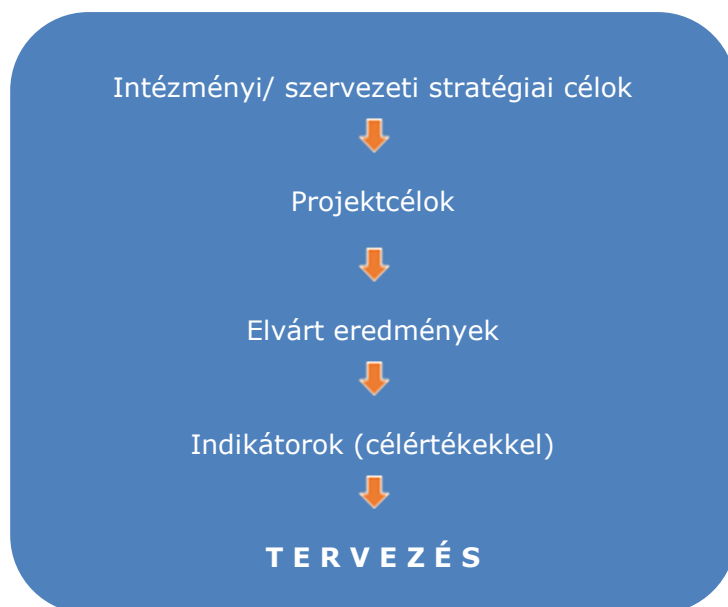 Intézményi/ szervezeti stratégiai célok
Projektcélok
Elvárt eredmények
Indikátorok (célértékekkel)
T E R V E Z É S